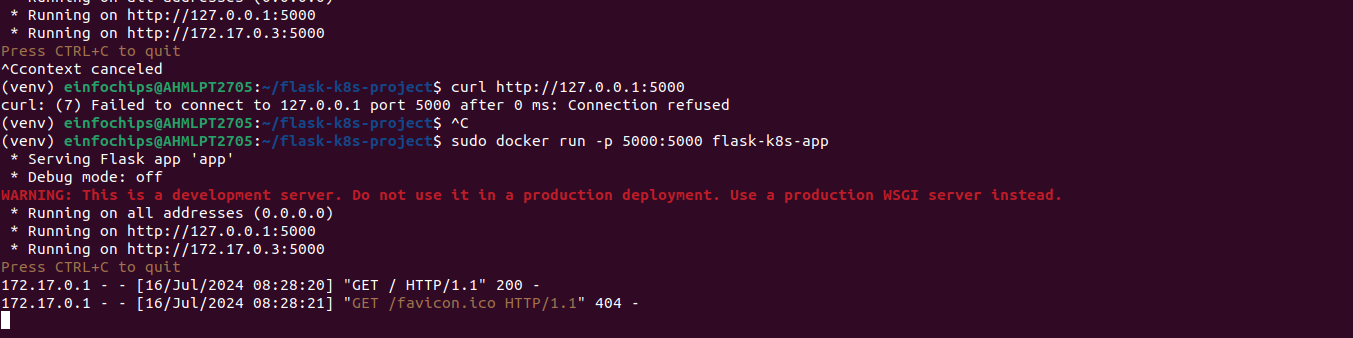 * Running on all addresses (0.0.0.0)
* Running on http://127.0.0.1:5000
* Running on http://172.17.0.3:5000
Press CTRL+C to quit
^Ccontext canceled
(venv) einfochips@AHMLPT2705:~/flask-k8s-project$ curl http://127.0.0.1:5000
curl: (7) Failed to connect to 127.0.0.1 port 5000 after 0 ms: Connection refused
(venv) einfochips@AHMLPT2705:~/flask-k8s-project$ ^C
(venv) einfochips@AHMLPT2705:~/flask-k8s-project$ sudo docker run -p 5000:5000 flask-k8s-app
* Serving Flask app 'app'
* Debug mode: off
WARNING: This is a development server. Do not use it in a production deployment. Use a production WSGI server instead.
* Running on all addresses (0.0.0.0)
* Running on http://127.0.0.1:5000
* Running on http://172.17.0.3:5000
Press CTRL+C to quit
172.17.0.1 - - [16/Jul/2024 08:28:20] "GET / HTTP/1.1" 200 -
172.17.0.1 - - [16/Jul/2024 08:28:21] "GET /favicon.ico HTTP/1.1" 404 -